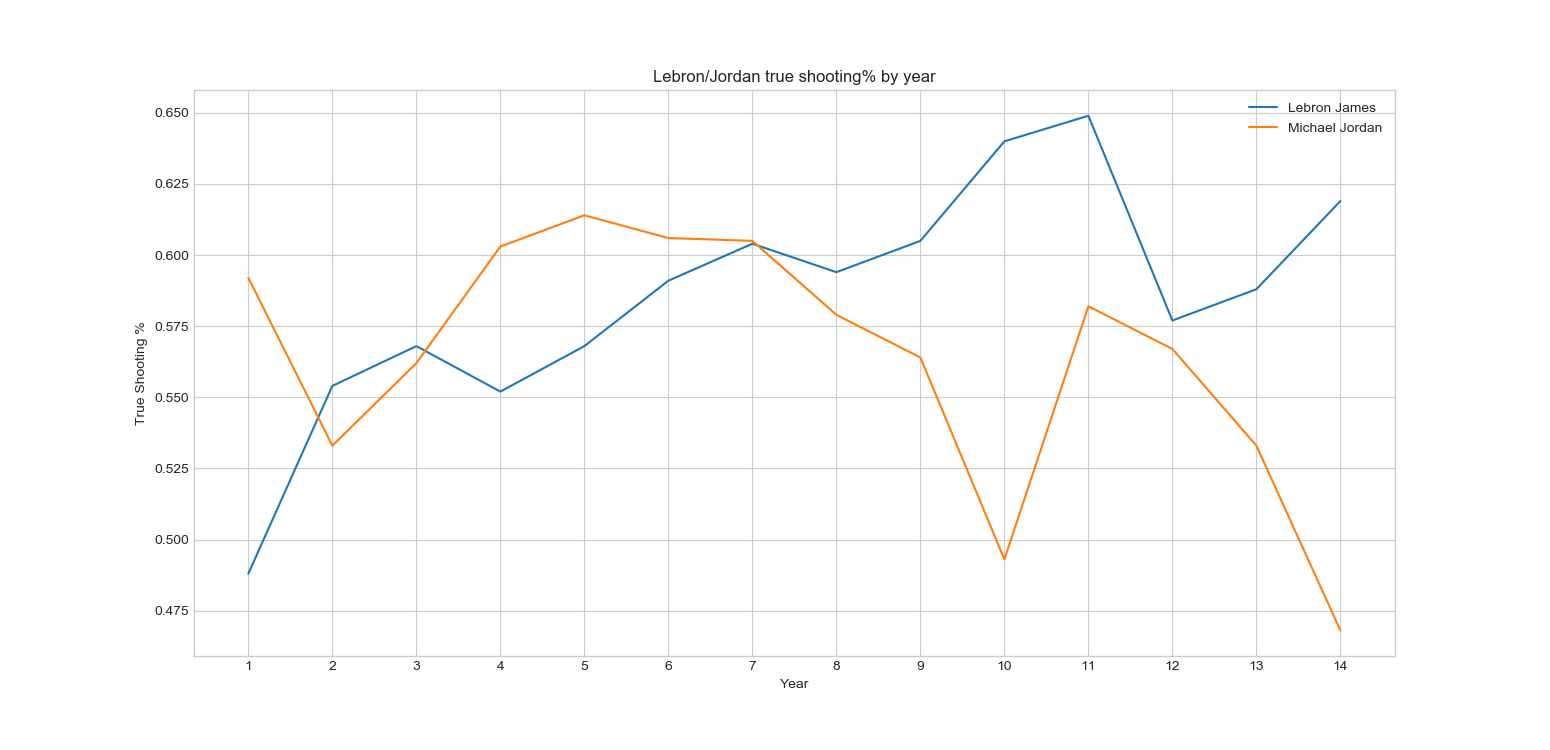 Lebron/Jordan true shooting% by year
Lebron James
Michael Jordan
0.650
0.625
0.600
0.575
0.550
0.525
0.500
0.475
True Shooting %
1 2 3 4 5 6 7 8 9 10 11 12 13 14
Year